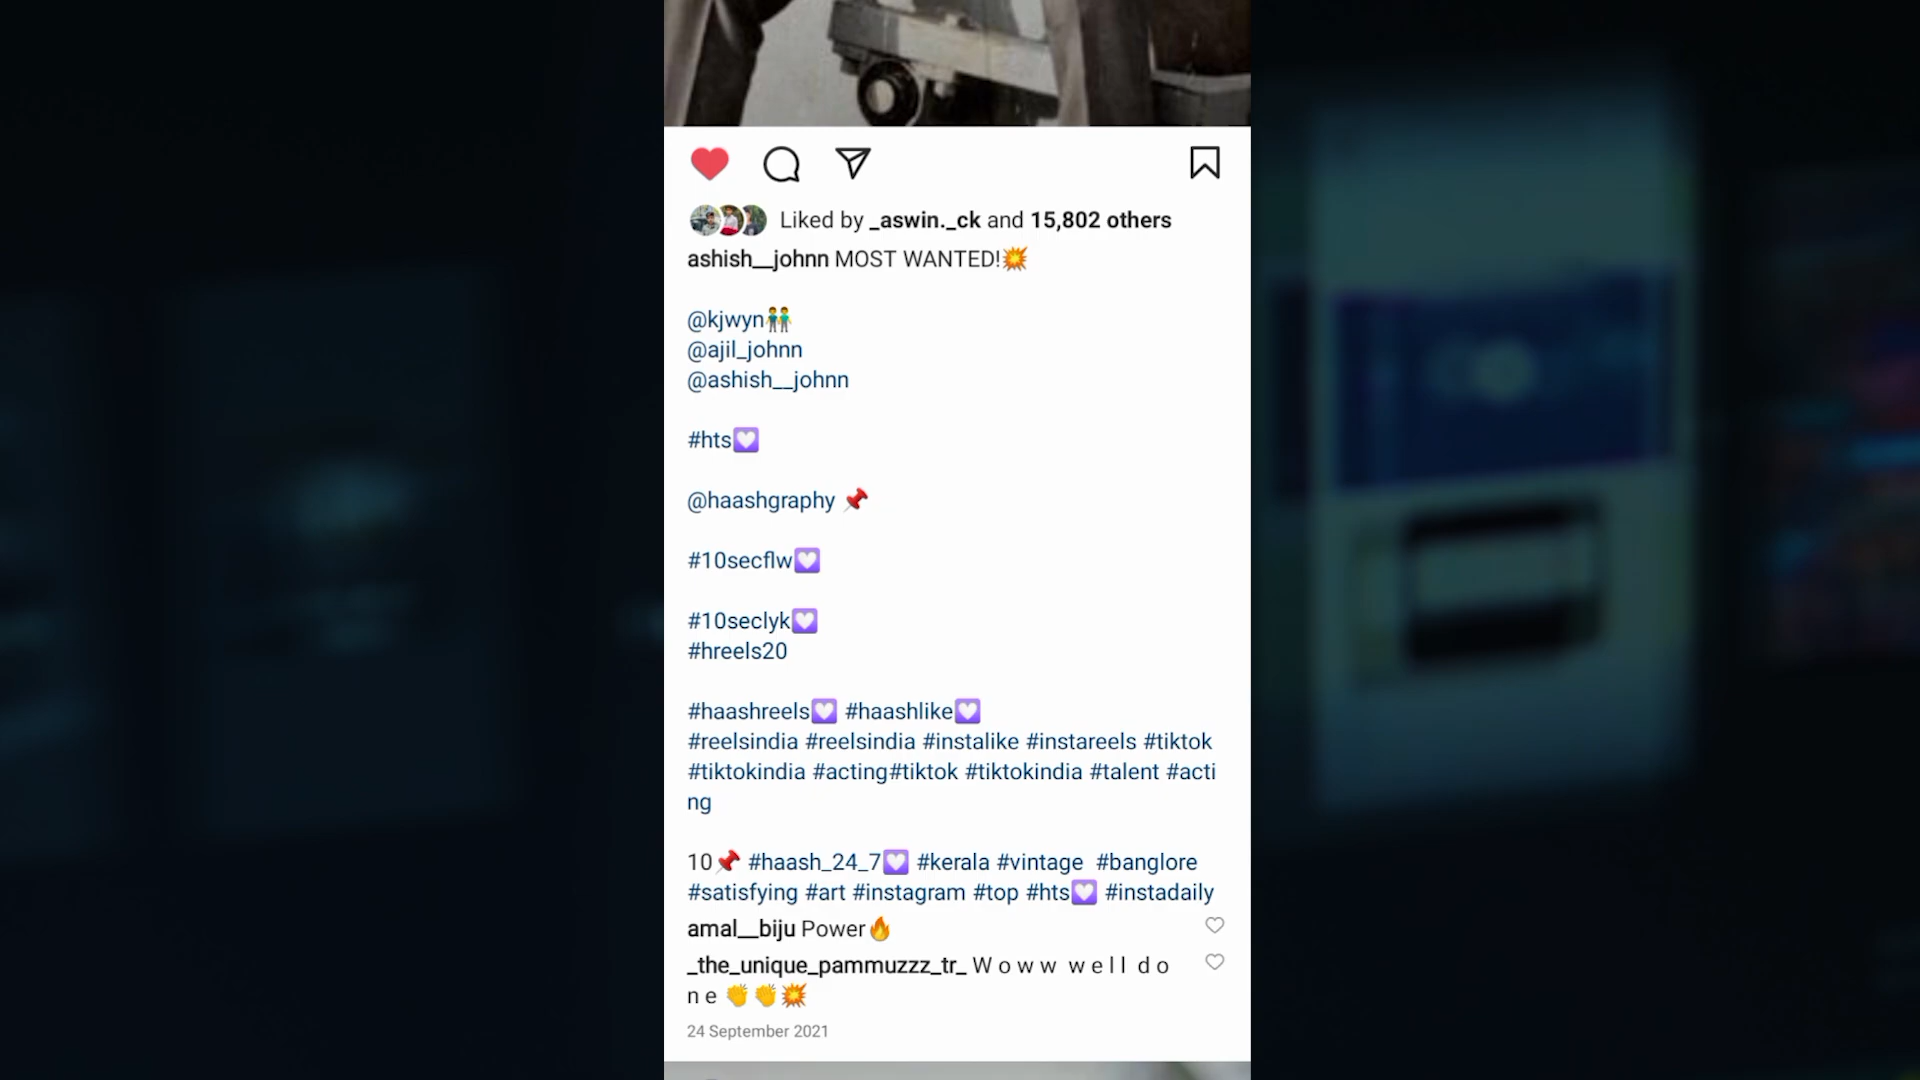 Liked by _aswin._ck and 15,802 others
ashish__johnn MOST WANTED!💥
@kjwyn👬
@ajil_johnn
@ashish__johnn
#hts💟
@haashgraphy 📌
#10secflw💟
#10seclyk💟
#hreels20
#haashreels💟 #haashlike💟
#reelsindia #reelsindia #instalike #instareels #tiktok
#tiktokindia #acting#tiktok #tiktokindia #talent #acti
ng
10📌 #haash_24_7💟 #kerala #vintage #banglore
#satisfying #art #instagram #top #hts💟 #instadaily
amal__biju Power🔥
_the_unique_pammuzzz_tr_ W o w w w e l l d o
n e 👏👏💥
24 September 2021